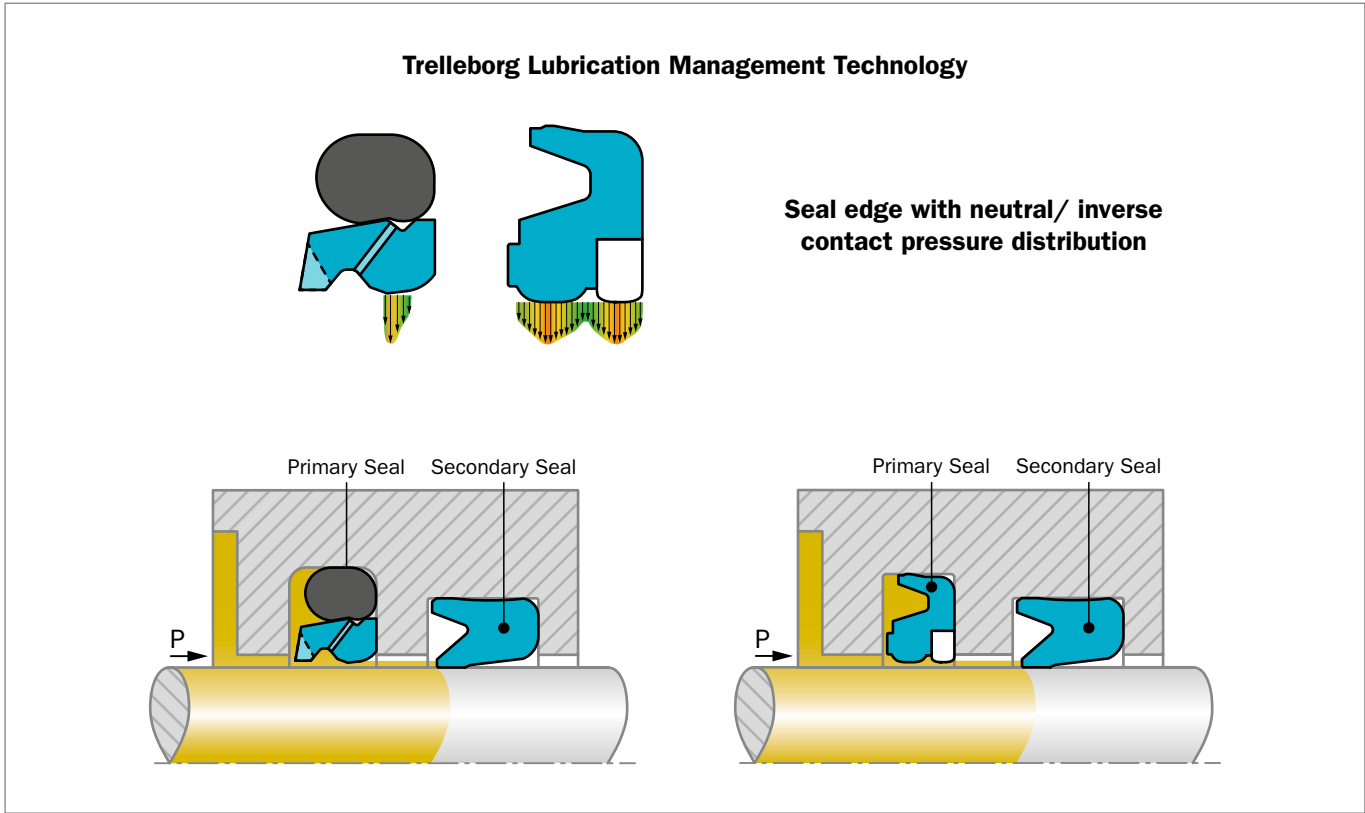 Trelleborg Lubrication Management Technology
Seal edge with neutral/ inverse
contact pressure distribution
Primary Seal
Secondary Seal
P
Primary Seal
Secondary Seal
P